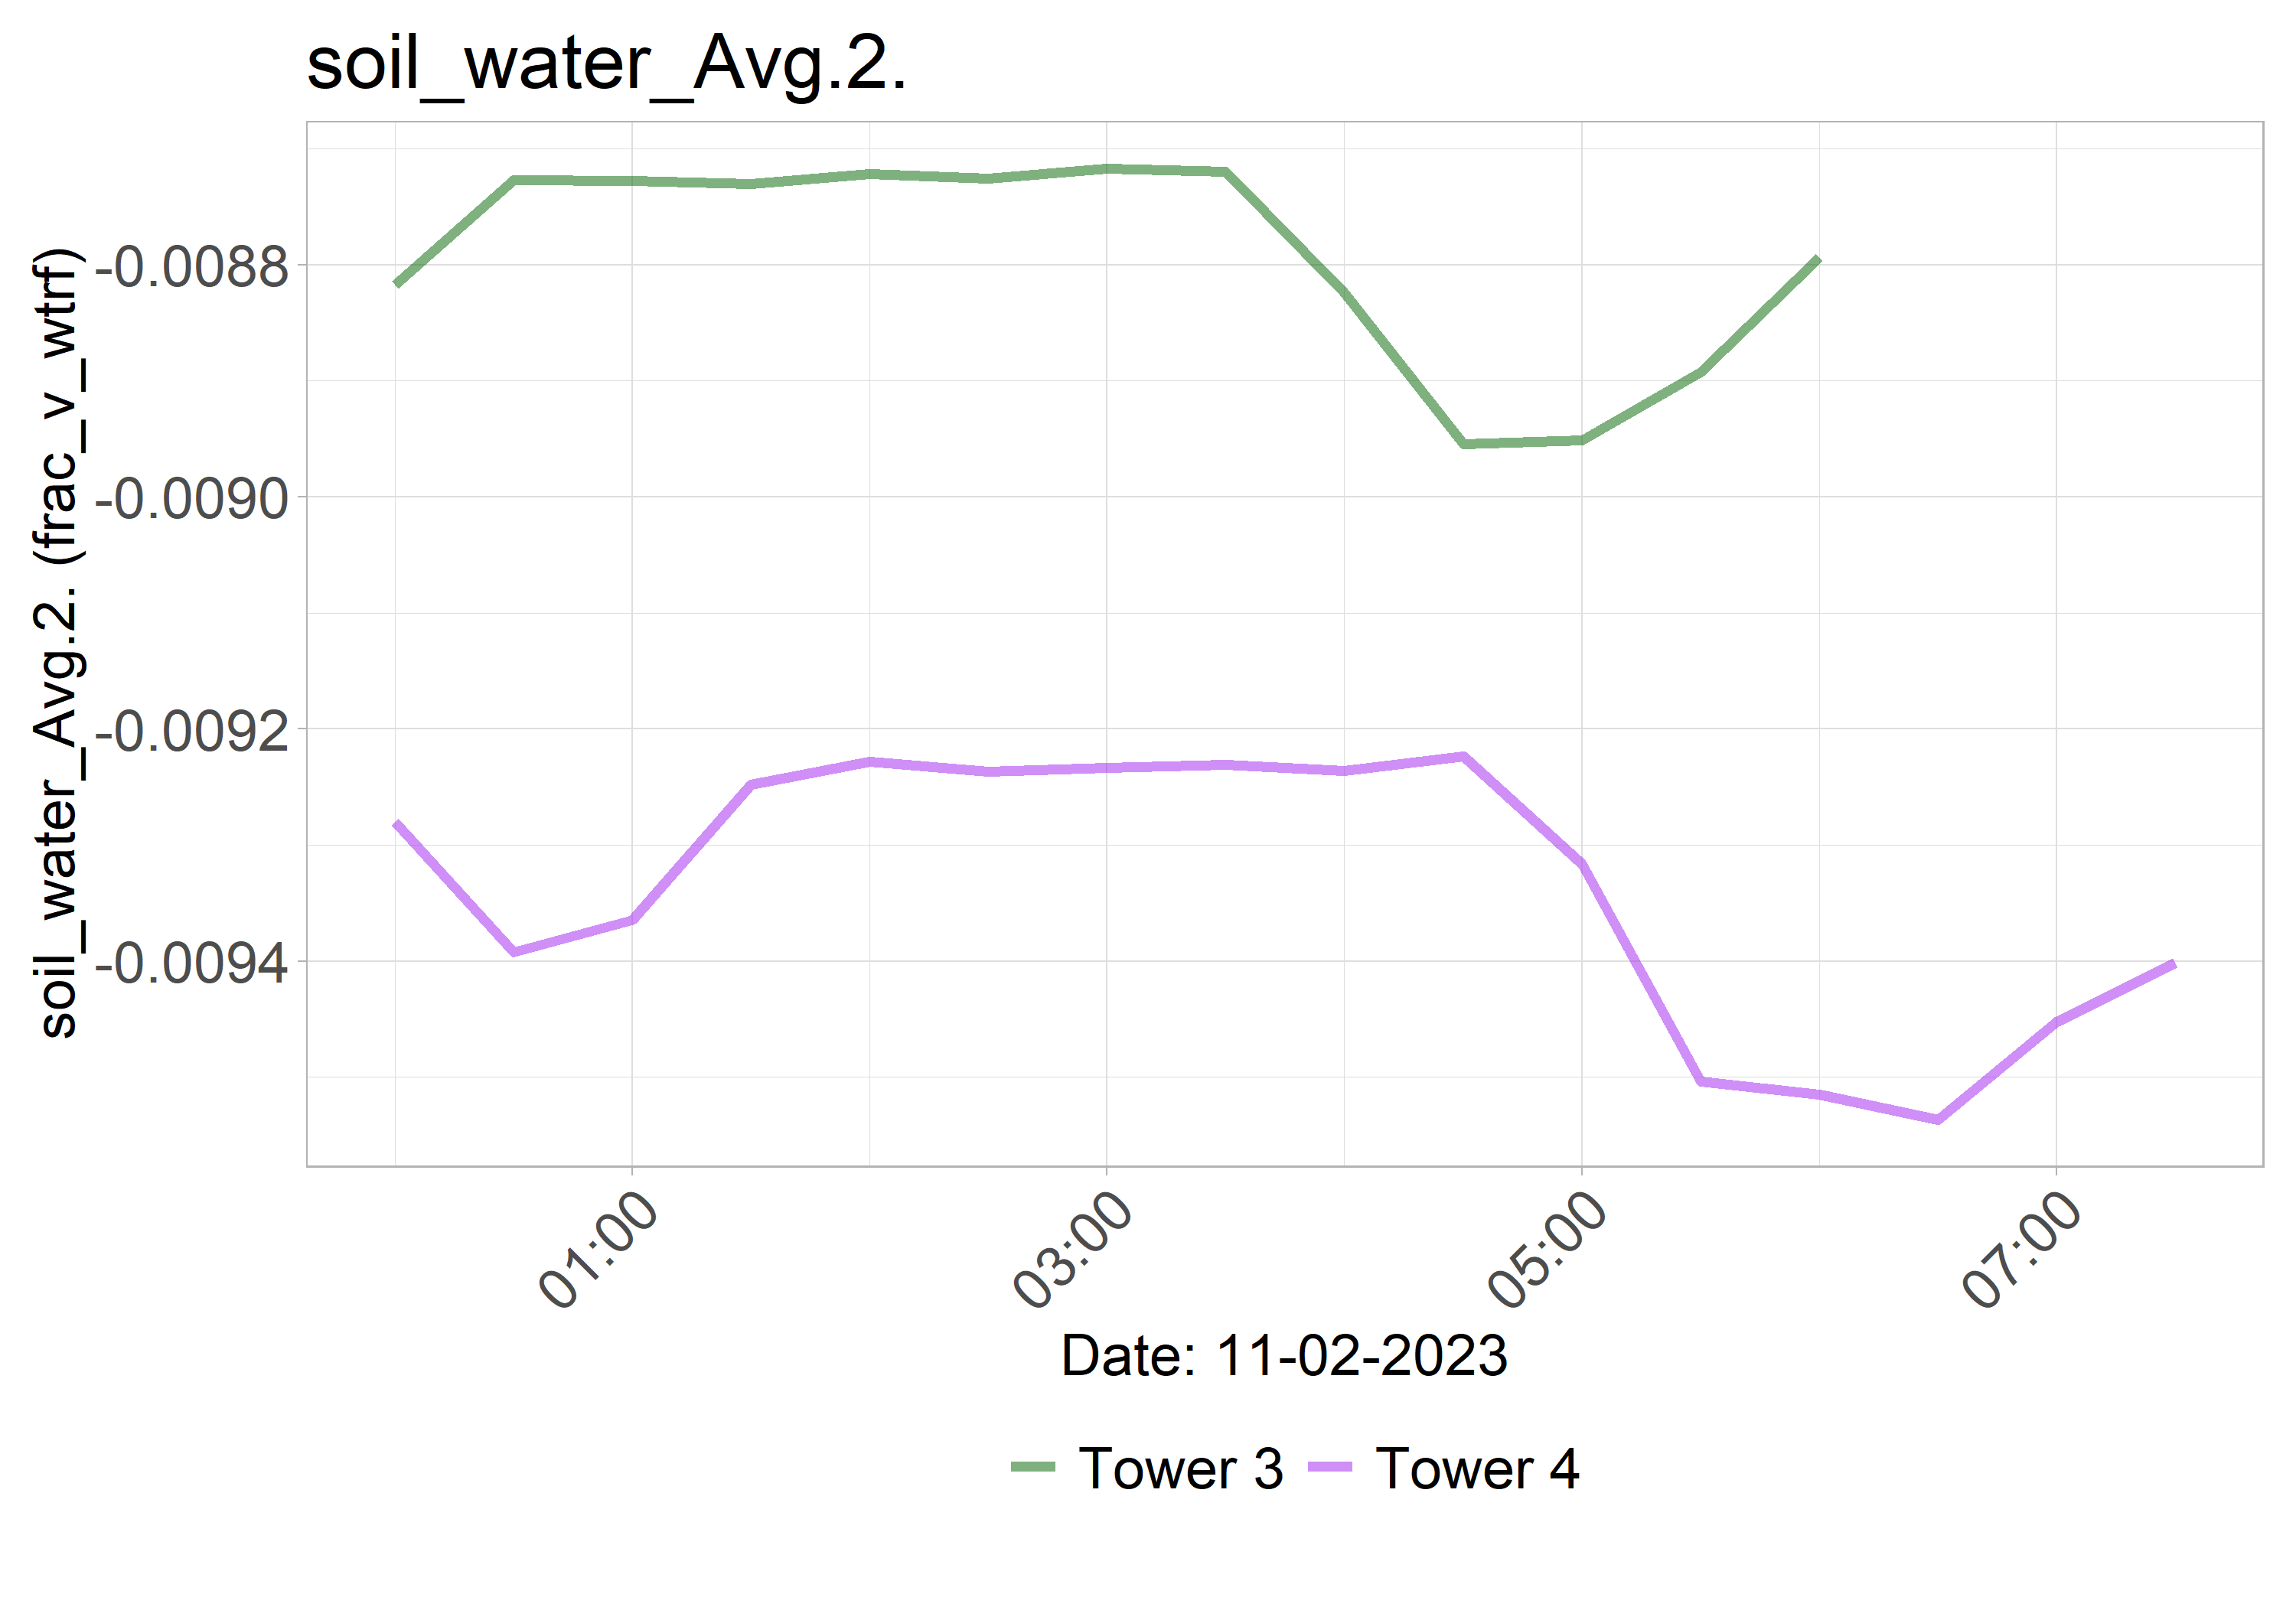 soil_water_Avg.2.
soil_water_Avg.2. (frac_v_wtrf)
-0.0088
-0.0090
-0.0092
-0.0094
01:00
03:00
05:00
07:00
Date: 11-02-2023
Tower 3
Tower 4